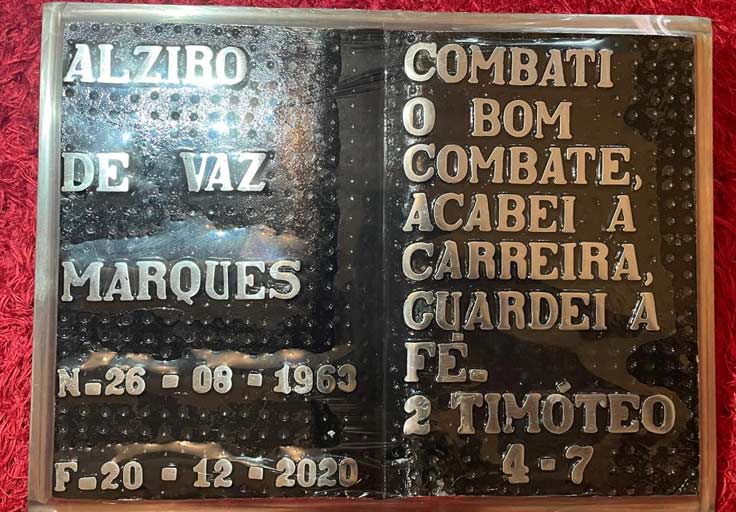 ALZIRO
DE VAZ
MARQUES
N.26 - 08 - 1963
F.20 - 12 - 2020
COMBATI
O BOM
COMBATE,
ACABEI A
CARREIRA,
GUARDEI A
FÉ.
2 TIMÓTEO
4 - 7